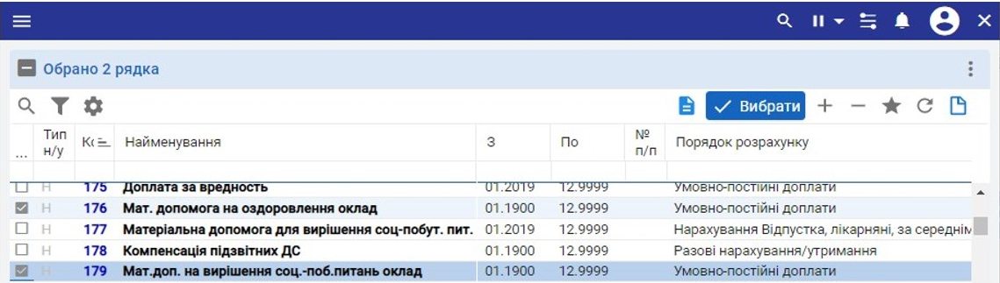 Обрано 2 рядка
Вибрати
... Тип н/у Найменування З По № п/п Порядок розрахунку
Н 175 Доплата за вредность 01.2019 12.9999 Умовно-постійні доплати
Н 176 Мат. допомога на оздоровлення оклад 01.1900 12.9999 Умовно-постійні доплати
Н 177 Матеріальна допомога для вирішення соц-побут. пит. 01.2019 12.9999 Нарахування Відпустка, лікарняні, за середнім
Н 178 Компенсація підзвітних ДС 01.1900 12.9999 Разові нарахування/утримання
Н 179 Мат.доп. на вирішення соц.-поб.питань оклад 01.1900 12.9999 Умовно-постійні доплати